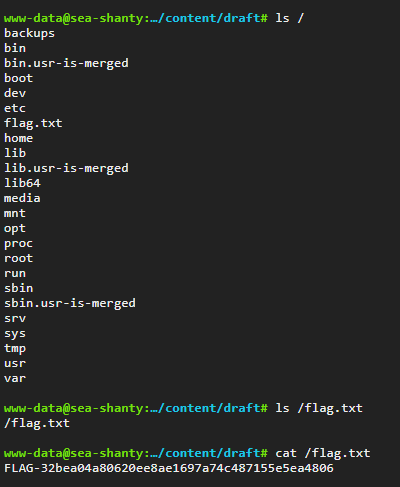 www-data@sea-shanty:…/content/draft# ls /
backups
bin
bin.usr-is-merged
boot
dev
etc
flag.txt
home
lib
lib.usr-is-merged
lib64
media
mnt
opt
proc
root
run
sbin
sbin.usr-is-merged
srv
sys
tmp
usr
var
www-data@sea-shanty:…/content/draft# ls /flag.txt
/flag.txt
www-data@sea-shanty:…/content/draft# cat /flag.txt
FLAG-32bea04a80620ee8ae1697a74c487155e5ea4806